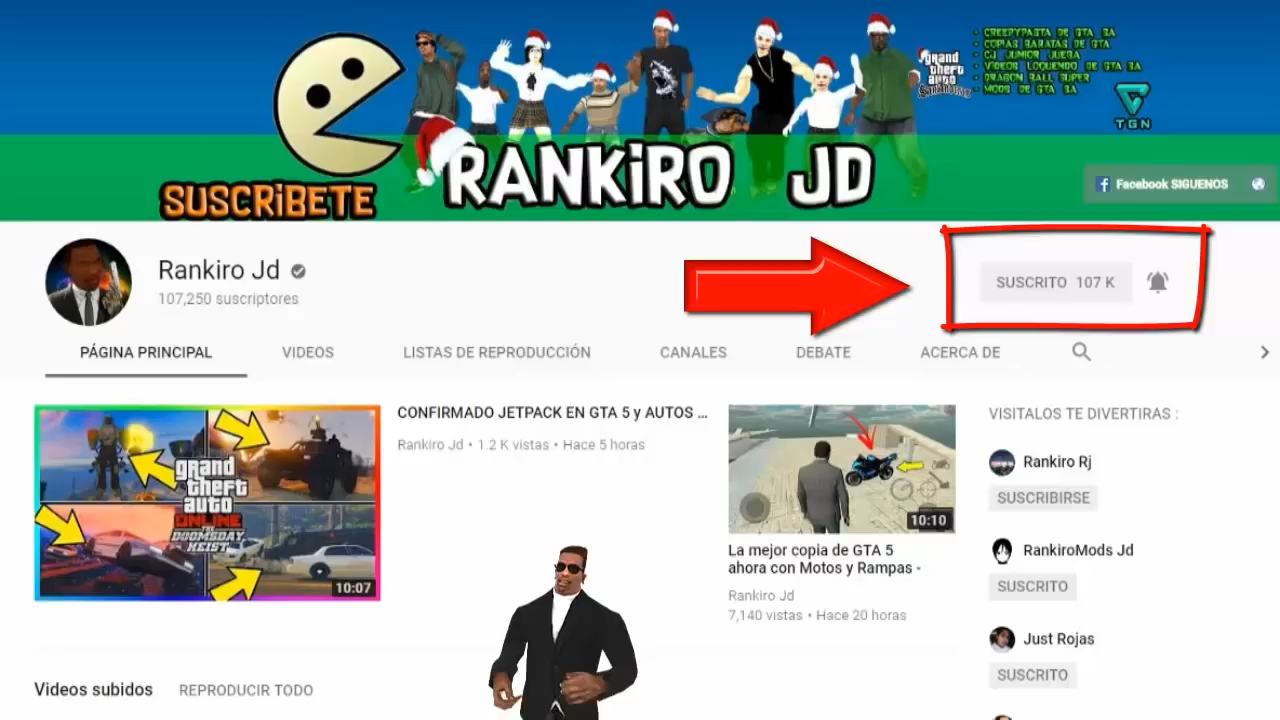 - CREEPYPASTA DE GTA SA
- COPIAS BARATAS DE GTA
- CJ JUNIOR JUEGA
- VIDEOS LOQUENDO DE GTA SA
- DRAGON BALL SUPER
- MODS DE GTA SA
grand
theft
auto
SanAndreas
TGN
RANKiRO JD
SUSCRiBETE
Facebook SIGUENOS
Rankiro Jd
107,250 suscriptores
SUSCRITO 107 K
PÁGINA PRINCIPAL
VIDEOS
LISTAS DE REPRODUCCIÓN
CANALES
DEBATE
ACERCA DE
grand
theft
auto
ONLINE
THE
DOOMSDAY
HEIST
10:07
CONFIRMADO JETPACK EN GTA 5 y AUTOS ...
Rankiro Jd • 1.2 K vistas • Hace 5 horas
10:10
La mejor copia de GTA 5
ahora con Motos y Rampas -
Rankiro Jd
7,140 vistas • Hace 20 horas
VISITALOS TE DIVERTIRAS :
Rankiro Rj
SUSCRIBIRSE
RankiroMods Jd
SUSCRITO
Just Rojas
SUSCRITO
Videos subidos
REPRODUCIR TODO